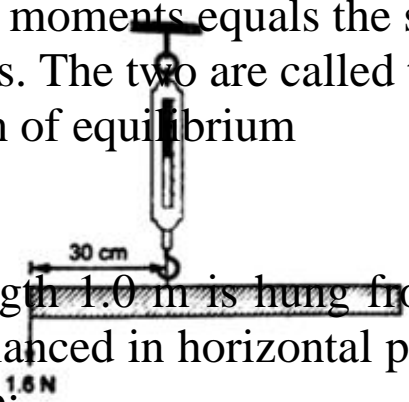 moments equals the s
s. The two are called
n of equilibrium
30 cm
gth 1.0 m is hung fro
anced in horizontal p
1.6 N